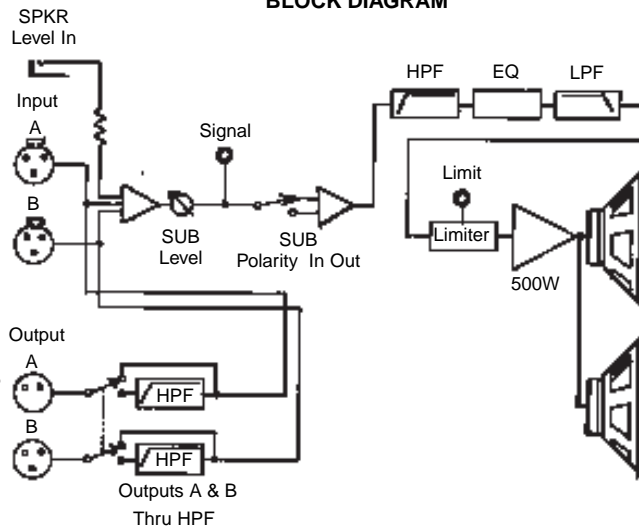 BLOCK DIAGRAM
SPKR
Level In
Input
A
B
SUB
Level
Signal
SUB
Polarity In Out
HPF
EQ
LPF
Limit
Limiter
500W
Output
A
HPF
B
HPF
Outputs A & B
Thru HPF